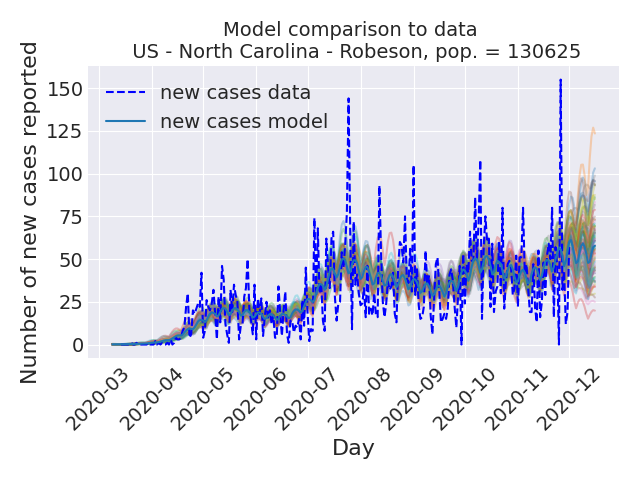 Model comparison to data
US - North Carolina - Robeson, pop. = 130625
Number of new cases reported
150
125
100
75
50
25
0
new cases data
new cases model
2020-03
2020-04
2020-05
2020-06
2020-07
2020-08
2020-09
2020-10
2020-11
2020-12
Day